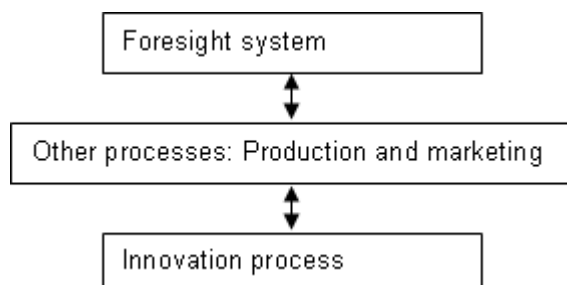 Foresight system
Other processes: Production and marketing
Innovation process